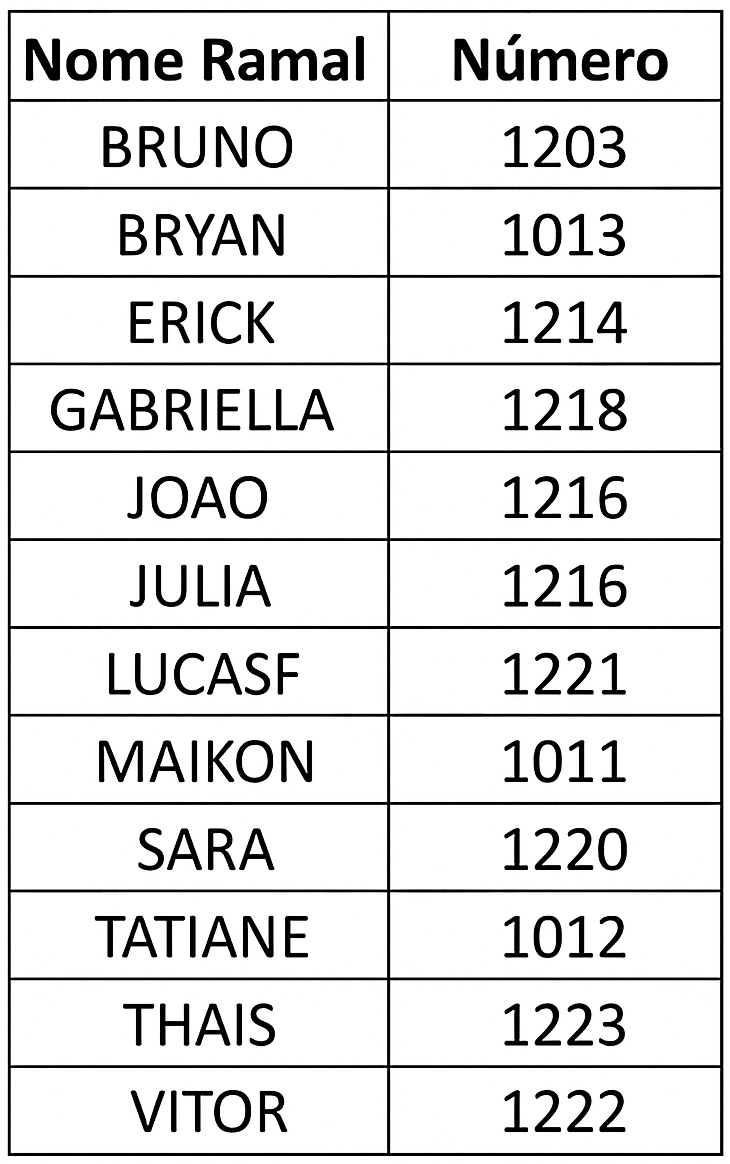 Nome Ramal Número
BRUNO 1203
BRYAN 1013
ERICK 1214
GABRIELLA 1218
JOAO 1216
JULIA 1216
LUCASF 1221
MAIKON 1011
SARA 1220
TATIANE 1012
THAIS 1223
VITOR 1222